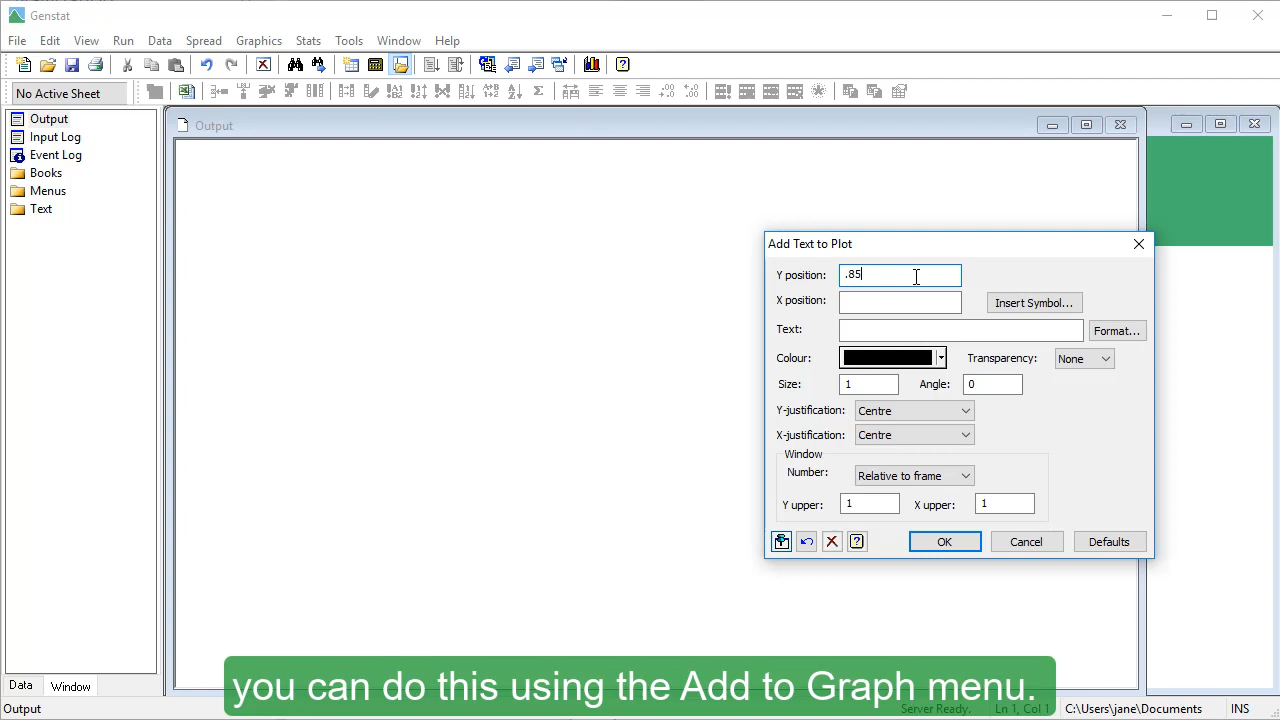 Genstat
File Edit View Run Data Spread Graphics Stats Tools Window Help
No Active Sheet
Output
Input Log
Event Log
Books
Menus
Text
Output
Add Text to Plot
Y position: .85
X position: Insert Symbol...
Text: Format...
Colour: Transparency: None
Size: 1 Angle: 0
Y-justification: Centre
X-justification: Centre
Window
Number: Relative to frame
Y upper: 1 X upper: 1
OK Cancel Defaults
you can do this using the Add to Graph menu.
Data Window
Output Server Ready. Ln 1, Col 1 C:\Users\jane\Documents INS